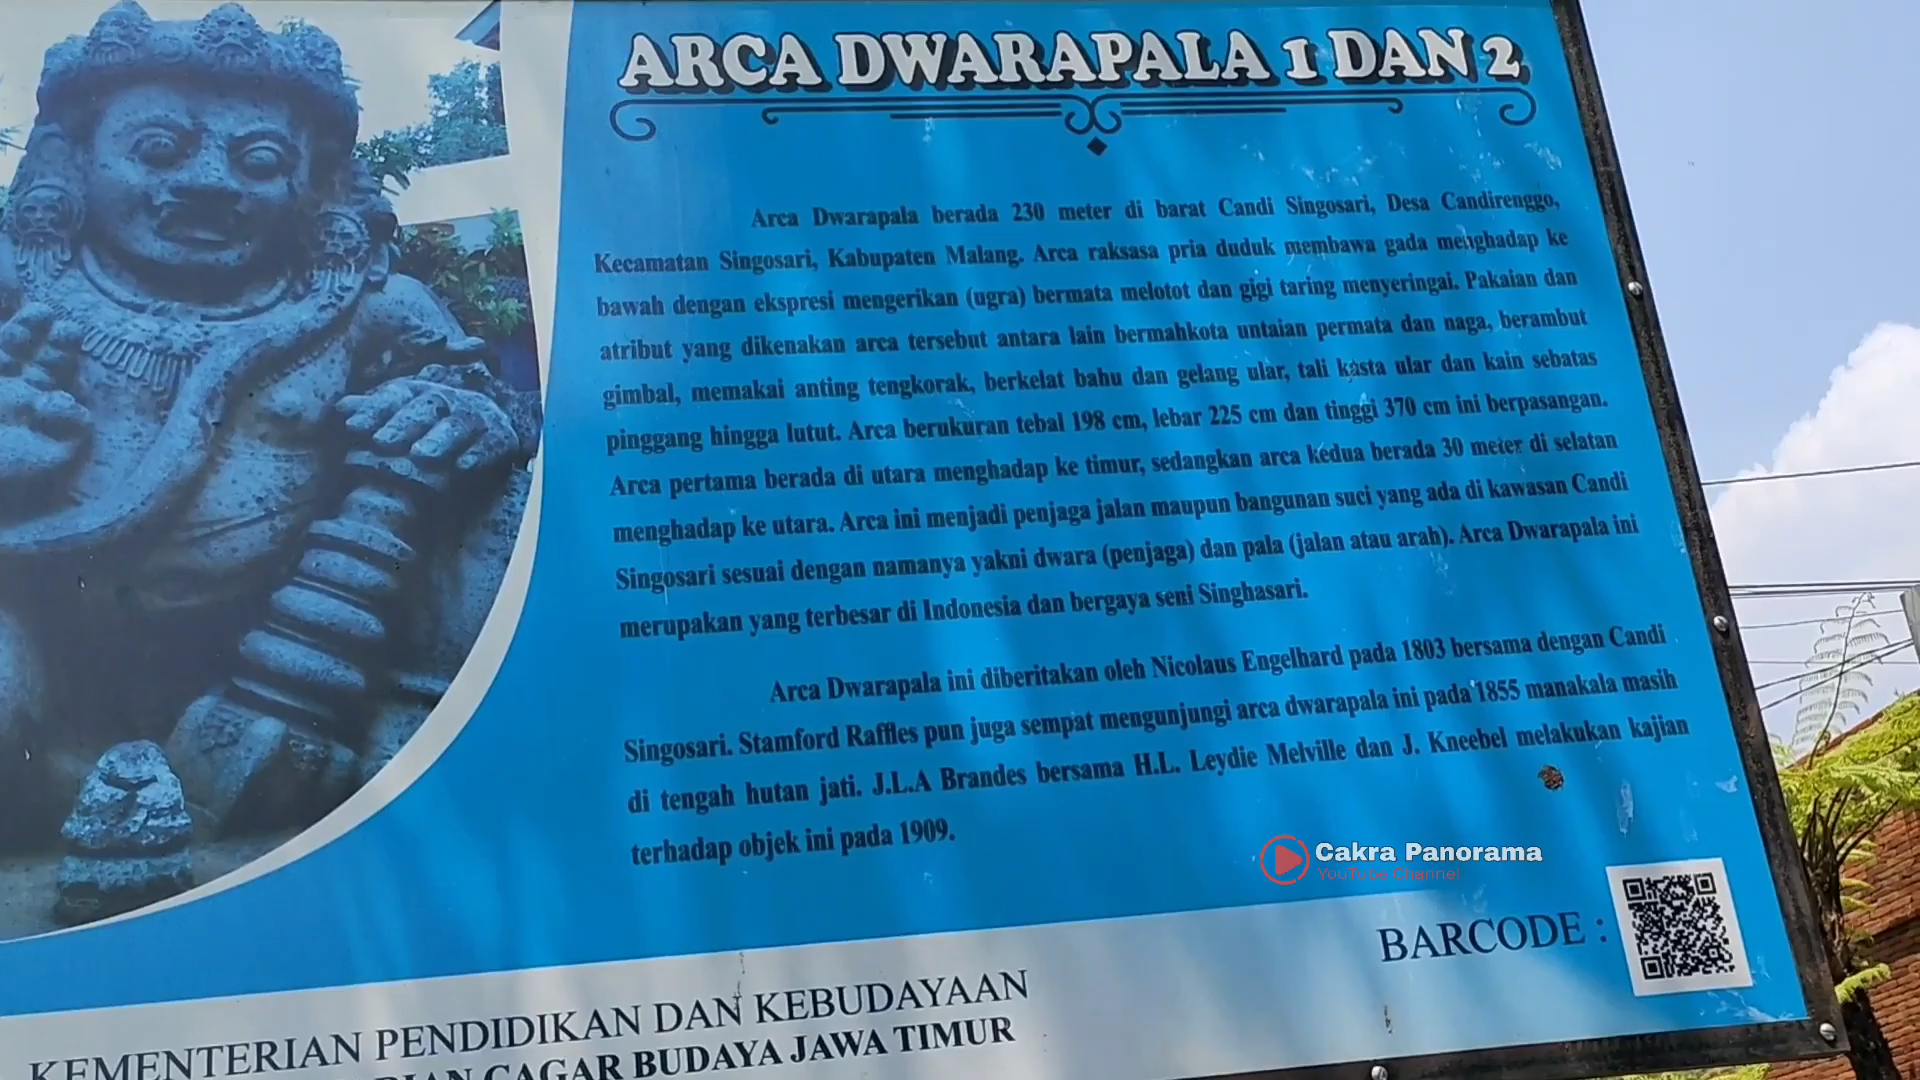 ARCA DWARAPALA 1 DAN 2
Arca Dwarapala berada 230 meter di barat Candi Singosari, Desa Candirenggo,
Kecamatan Singosari, Kabupaten Malang. Arca raksasa pria duduk membawa gada menghadap ke
bawah dengan ekspresi mengerikan (ugra) bermata melotot dan gigi taring menyeringai. Pakaian dan
atribut yang dikenakan arca tersebut antara lain bermahkota untaian permata dan naga, berambut
gimbal, memakai anting tengkorak, berkelat bahu dan gelang ular, tali kasta ular dan kain sebatas
pinggang hingga lutut. Arca berukuran tebal 198 cm, lebar 225 cm dan tinggi 370 cm ini berpasangan.
Arca pertama berada di utara menghadap ke timur, sedangkan arca kedua berada 30 meter di selatan
menghadap ke utara. Arca ini menjadi penjaga jalan maupun bangunan suci yang ada di kawasan Candi
Singosari sesuai dengan namanya yakni dwara (penjaga) dan pala (jalan atau arah). Arca Dwarapala ini
merupakan yang terbesar di Indonesia dan bergaya seni Singhasari.
Arca Dwarapala ini diberitakan oleh Nicolaus Engelhard pada 1803 bersama dengan Candi
Singosari. Stamford Raffles pun juga sempat mengunjungi arca dwarapala ini pada 1855 manakala masih
di tengah hutan jati. J.L.A Brandes bersama H.L. Leydie Melville dan J. Kneebel melakukan kajian
terhadap objek ini pada 1909.
Cakra Panorama
YouTube Channel
BARCODE :
KEMENTERIAN PENDIDIKAN DAN KEBUDAYAAN
CAGAR BUDAYA JAWA TIMUR